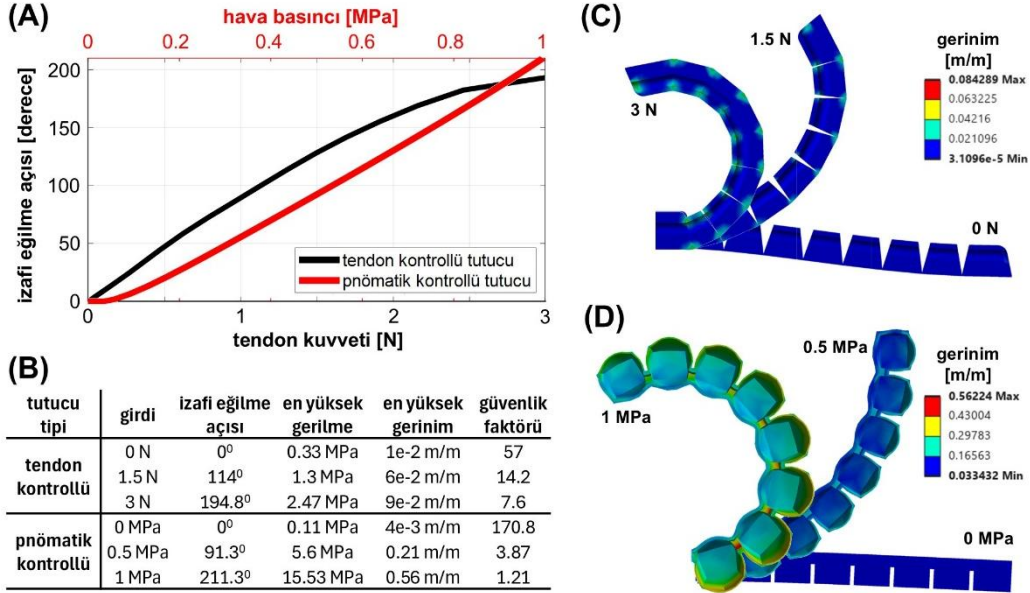 (A)
hava basıncı [MPa]
0 0.2 0.4 0.6 0.8 1
izafi eğilme açısı [derece]
200
150
100
50
0
tendon kontrollü tutucu
pnömatik kontrollü tutucu
0 1 2 3
tendon kuvveti [N]
(B)
tutucu tipi girdi izafi eğilme açısı en yüksek gerilme en yüksek gerinim güvenlik faktörü
tendon kontrollü
0 N 0⁰ 0.33 MPa 1e-2 m/m 57
1.5 N 114⁰ 1.3 MPa 6e-2 m/m 14.2
3 N 194.8⁰ 2.47 MPa 9e-2 m/m 7.6
pnömatik kontrollü
0 MPa 0⁰ 0.11 MPa 4e-3 m/m 170.8
0.5 MPa 91.3⁰ 5.6 MPa 0.21 m/m 3.87
1 MPa 211.3⁰ 15.53 MPa 0.56 m/m 1.21
(C)
1.5 N
3 N
0 N
gerinim
[m/m]
0.084289 Max
0.063225
0.04216
0.021096
3.1096e-5 Min
(D)
0.5 MPa
1 MPa
0 MPa
gerinim
[m/m]
0.56224 Max
0.43004
0.29783
0.16563
0.033432 Min